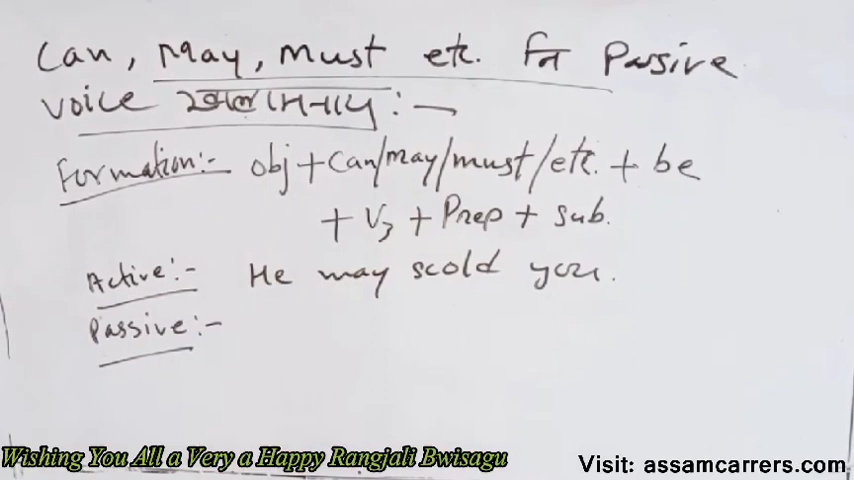 Can, May, Must etc. नि Passive
voice
Formation:- obj + Can/may/must/etc. + be
+ V3 + Prep + sub.
Active:- He may scold you.
Passive:-
Wishing You All a Very a Happy Rangjali Bwisagu
Visit: assamcarrers.com